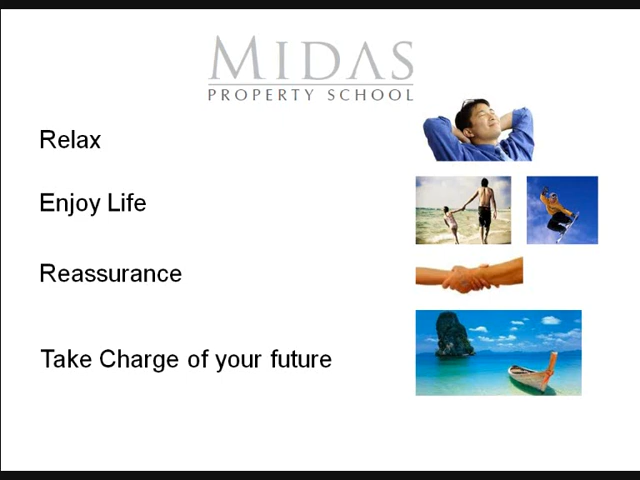 MIDAS
PROPERTY SCHOOL
Relax
Enjoy Life
Reassurance
Take Charge of your future